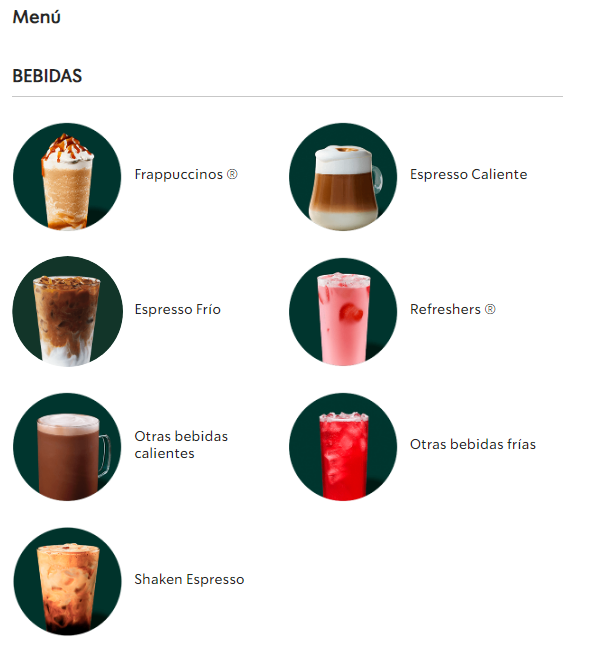 Menú
BEBIDAS
Frappuccinos ®
Espresso Caliente
Espresso Frío
Refreshers ®
Otras bebidas
calientes
Otras bebidas frías
Shaken Espresso